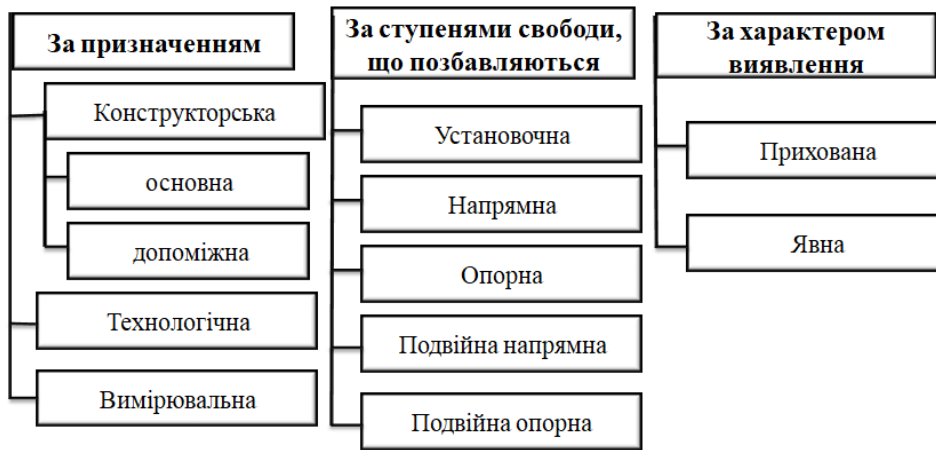 За призначенням
Конструкторська
основна
допоміжна
Технологічна
Вимірювальна
За ступенями свободи,
що позбавляються
Установочна
Напрямна
Опорна
Подвійна напрямна
Подвійна опорна
За характером
виявлення
Прихована
Явна